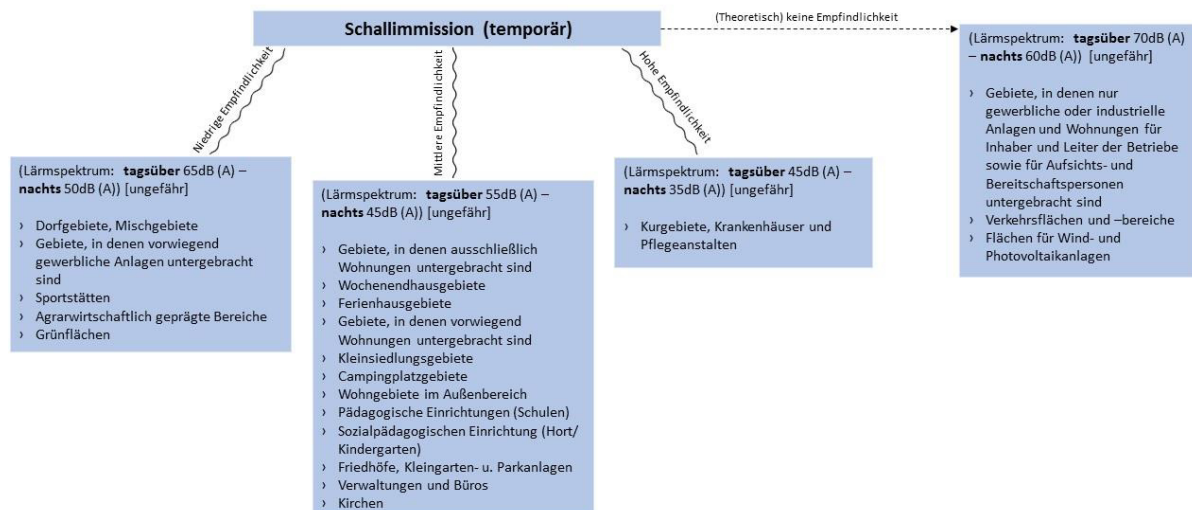 Schallimmission (temporär)
(Theoretisch) keine Empfindlichkeit
Niedrige Empfindlichkeit
Mittlere Empfindlichkeit
Hohe Empfindlichkeit
(Lärmspektrum: tagsüber 65dB (A) –
nachts 50dB (A)) [ungefähr]
› Dorfgebiete, Mischgebiete
› Gebiete, in denen vorwiegend
gewerbliche Anlagen untergebracht
sind
› Sportstätten
› Agrarwirtschaftlich geprägte Bereiche
› Grünflächen
(Lärmspektrum: tagsüber 55dB (A) –
nachts 45dB (A)) [ungefähr]
› Gebiete, in denen ausschließlich
Wohnungen untergebracht sind
› Wochenendhausgebiete
› Ferienhausgebiete
› Gebiete, in denen vorwiegend
Wohnungen untergebracht sind
› Kleinsiedlungsgebiete
› Campingplatzgebiete
› Wohngebiete im Außenbereich
› Pädagogische Einrichtungen (Schulen)
› Sozialpädagogischen Einrichtung (Hort/
Kindergarten)
› Friedhöfe, Kleingarten- u. Parkanlagen
› Verwaltungen und Büros
› Kirchen
(Lärmspektrum: tagsüber 45dB (A) –
nachts 35dB (A)) [ungefähr]
› Kurgebiete, Krankenhäuser und
Pflegeanstalten
(Lärmspektrum: tagsüber 70dB (A)
– nachts 60dB (A)) [ungefähr]
› Gebiete, in denen nur
gewerbliche oder industrielle
Anlagen und Wohnungen für
Inhaber und Leiter der Betriebe
sowie für Aufsichts- und
Bereitschaftspersonen
untergebracht sind
› Verkehrsflächen und –bereiche
› Flächen für Wind- und
Photovoltaikanlagen